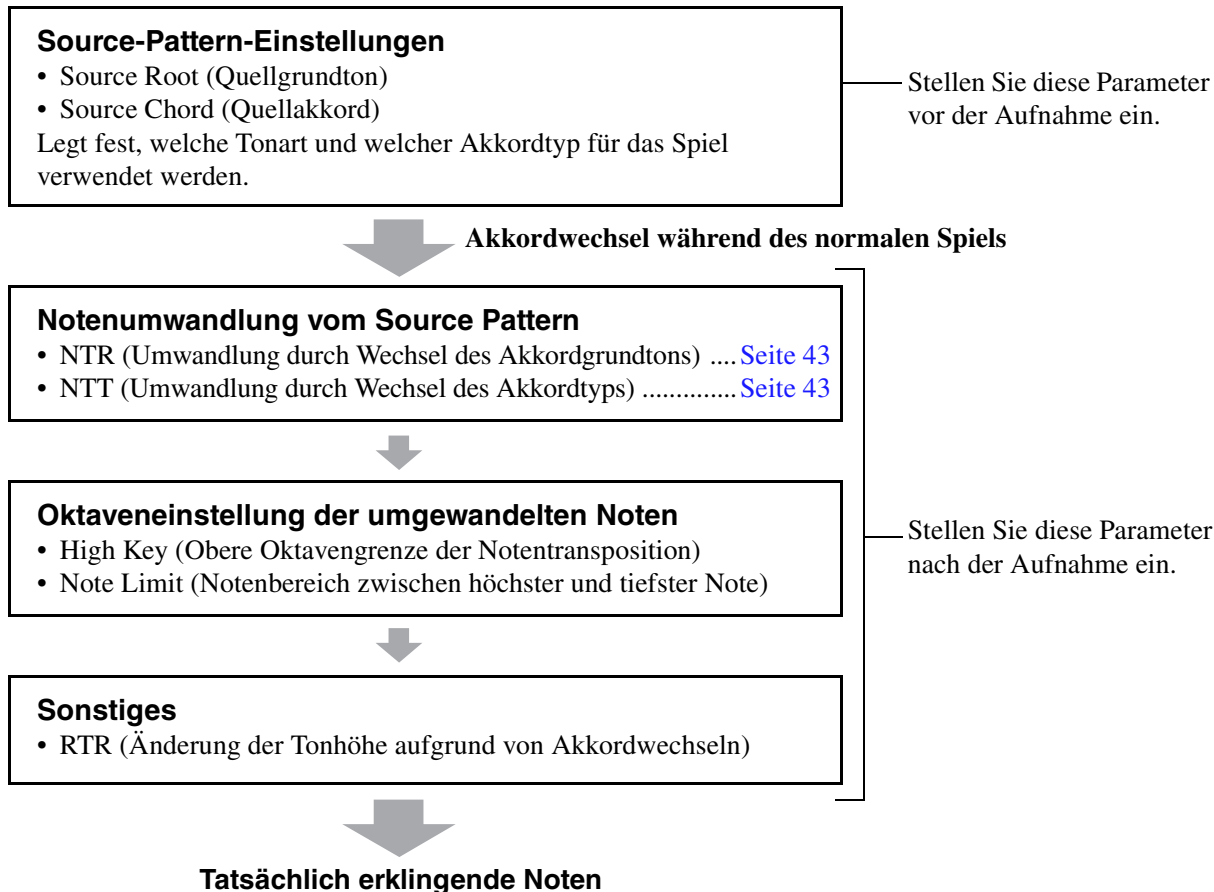 Source-Pattern-Einstellungen
• Source Root (Quellgrundton)
• Source Chord (Quellakkord)
Legt fest, welche Tonart und welcher Akkordtyp für das Spiel
verwendet werden.
Stellen Sie diese Parameter
vor der Aufnahme ein.
Akkordwechsel während des normalen Spiels
Notenumwandlung vom Source Pattern
• NTR (Umwandlung durch Wechsel des Akkordgrundtons) .... Seite 43
• NTT (Umwandlung durch Wechsel des Akkordtyps) .............. Seite 43
Oktaveneinstellung der umgewandelten Noten
• High Key (Obere Oktavengrenze der Notentransposition)
• Note Limit (Notenbereich zwischen höchster und tiefster Note)
Stellen Sie diese Parameter
nach der Aufnahme ein.
Sonstiges
• RTR (Änderung der Tonhöhe aufgrund von Akkordwechseln)
Tatsächlich erklingende Noten